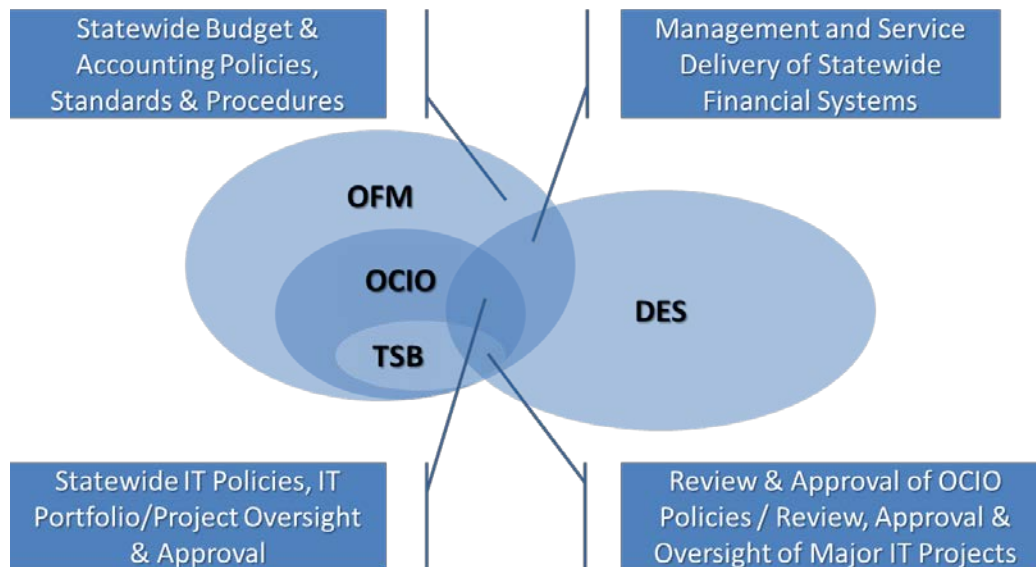 Statewide Budget &
Accounting Policies,
Standards & Procedures
Management and Service
Delivery of Statewide
Financial Systems
OFM
OCIO
DES
TSB
Statewide IT Policies, IT
Portfolio/Project Oversight
& Approval
Review & Approval of OCIO
Policies / Review, Approval &
Oversight of Major IT Projects